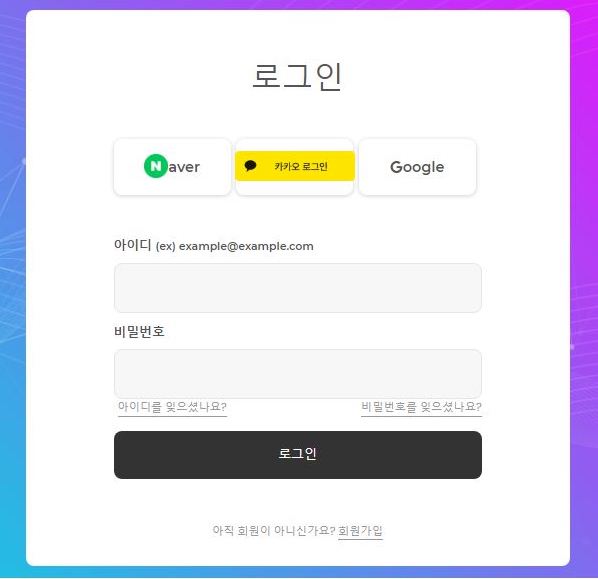 로그인
Naver 카카오 로그인 Google
아이디 (ex) example@example.com
비밀번호
아이디를 잊으셨나요? 비밀번호를 잊으셨나요?
로그인
아직 회원이 아니신가요? 회원가입